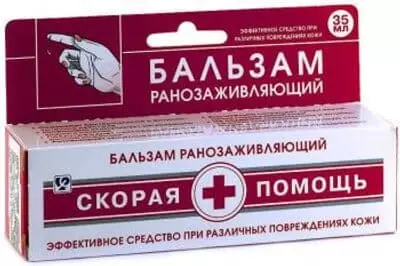 ЭФФЕКТИВНОЕ СРЕДСТВО ПРИ
РАЗЛИЧНЫХ ПОВРЕЖДЕНИЯХ КОЖИ
35
МЛ
БАЛЬЗАМ
РАНОЗАЖИВЛЯЮЩИЙ
БАЛЬЗАМ РАНОЗАЖИВЛЯЮЩИЙ
СКОРАЯ ПОМОЩЬ
ЭФФЕКТИВНОЕ СРЕДСТВО ПРИ РАЗЛИЧНЫХ ПОВРЕЖДЕНИЯХ КОЖИ